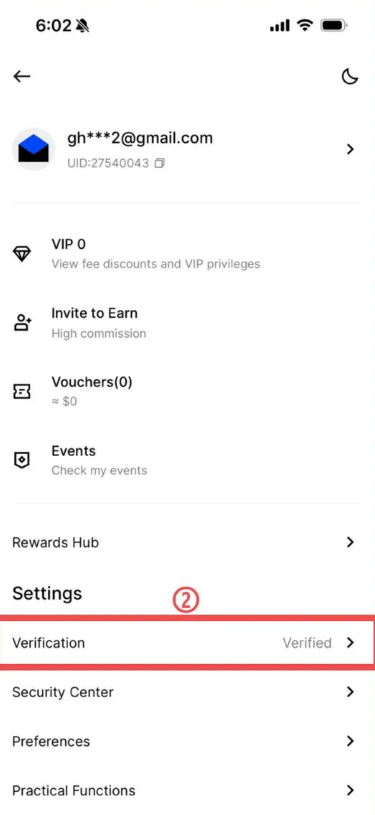 6:02
gh***2@gmail.com
UID:27540043
VIP 0
View fee discounts and VIP privileges
Invite to Earn
High commission
Vouchers(0)
≈ $0
Events
Check my events
Rewards Hub
Settings
②
Verification Verified
Security Center
Preferences
Practical Functions